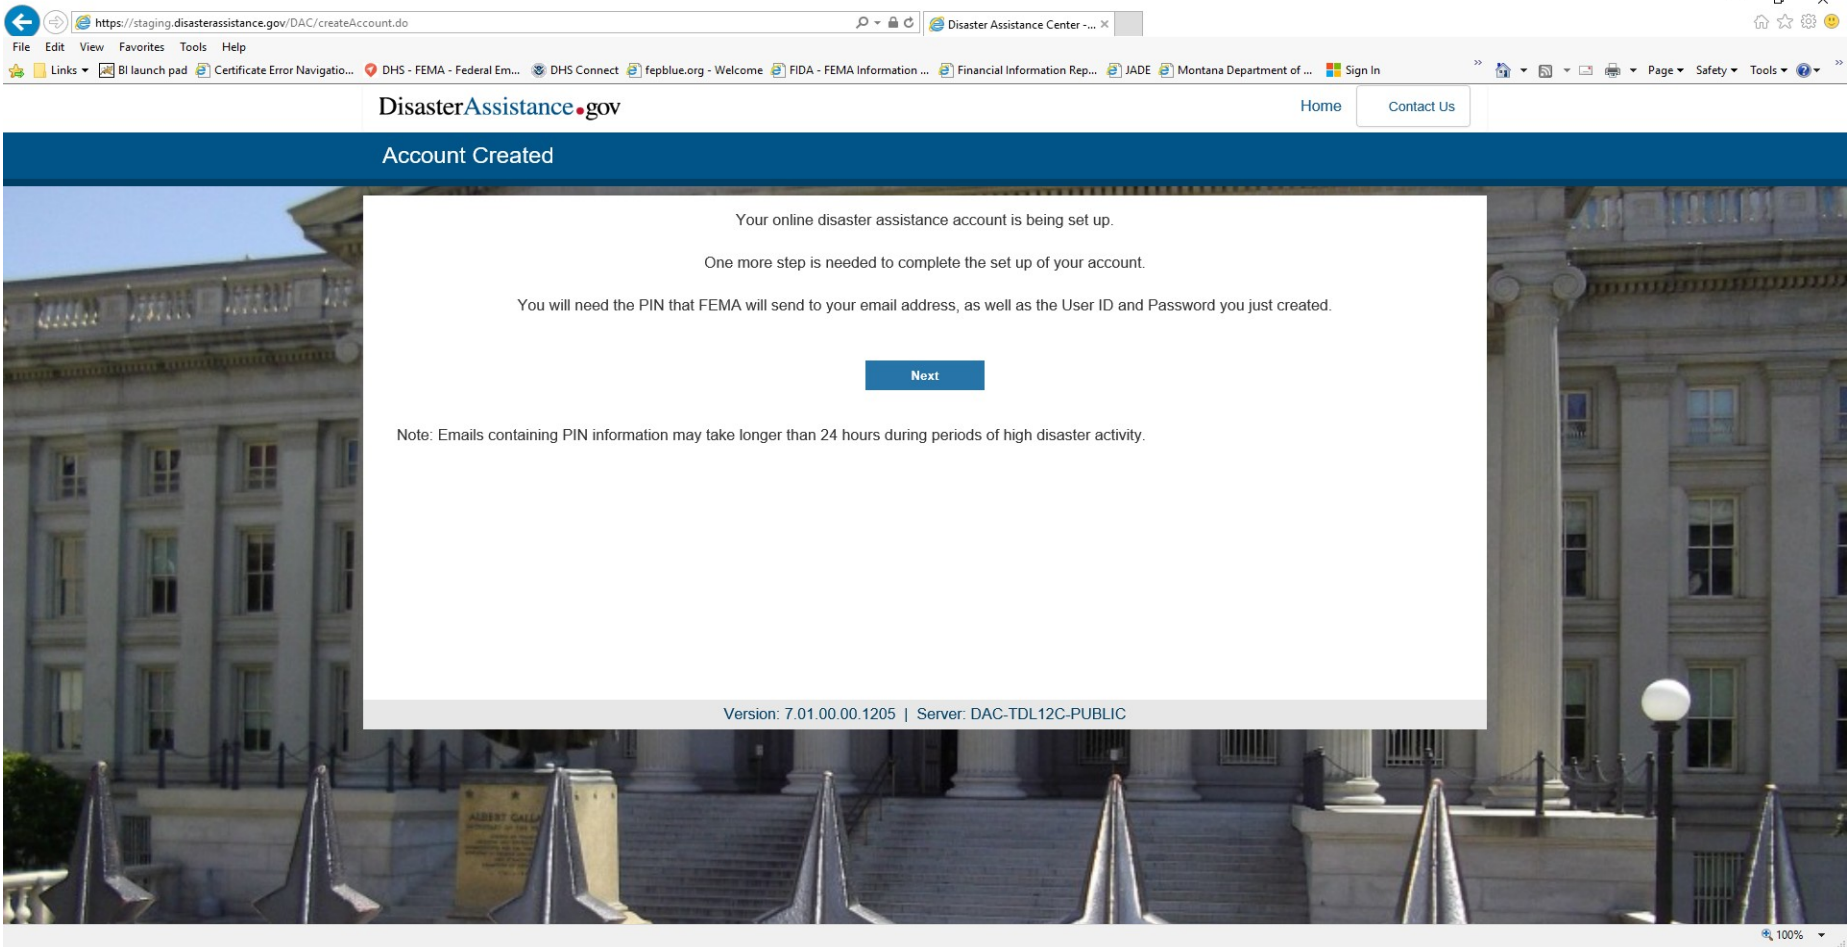 https://staging.disasterassistance.gov/DAC/createAccount.do
Disaster Assistance Center -...
File Edit View Favorites Tools Help
Links BI launch pad Certificate Error Navigatio... DHS - FEMA - Federal Em... DHS Connect fepblue.org - Welcome FIDA - FEMA Information ... Financial Information Rep... JADE Montana Department of ... Sign In Page Safety Tools
DisasterAssistance.gov
Home Contact Us
Account Created
Your online disaster assistance account is being set up.
One more step is needed to complete the set up of your account.
You will need the PIN that FEMA will send to your email address, as well as the User ID and Password you just created.
Next
Note: Emails containing PIN information may take longer than 24 hours during periods of high disaster activity.
Version: 7.01.00.00.1205 | Server: DAC-TDL12C-PUBLIC
ALBERT
100%